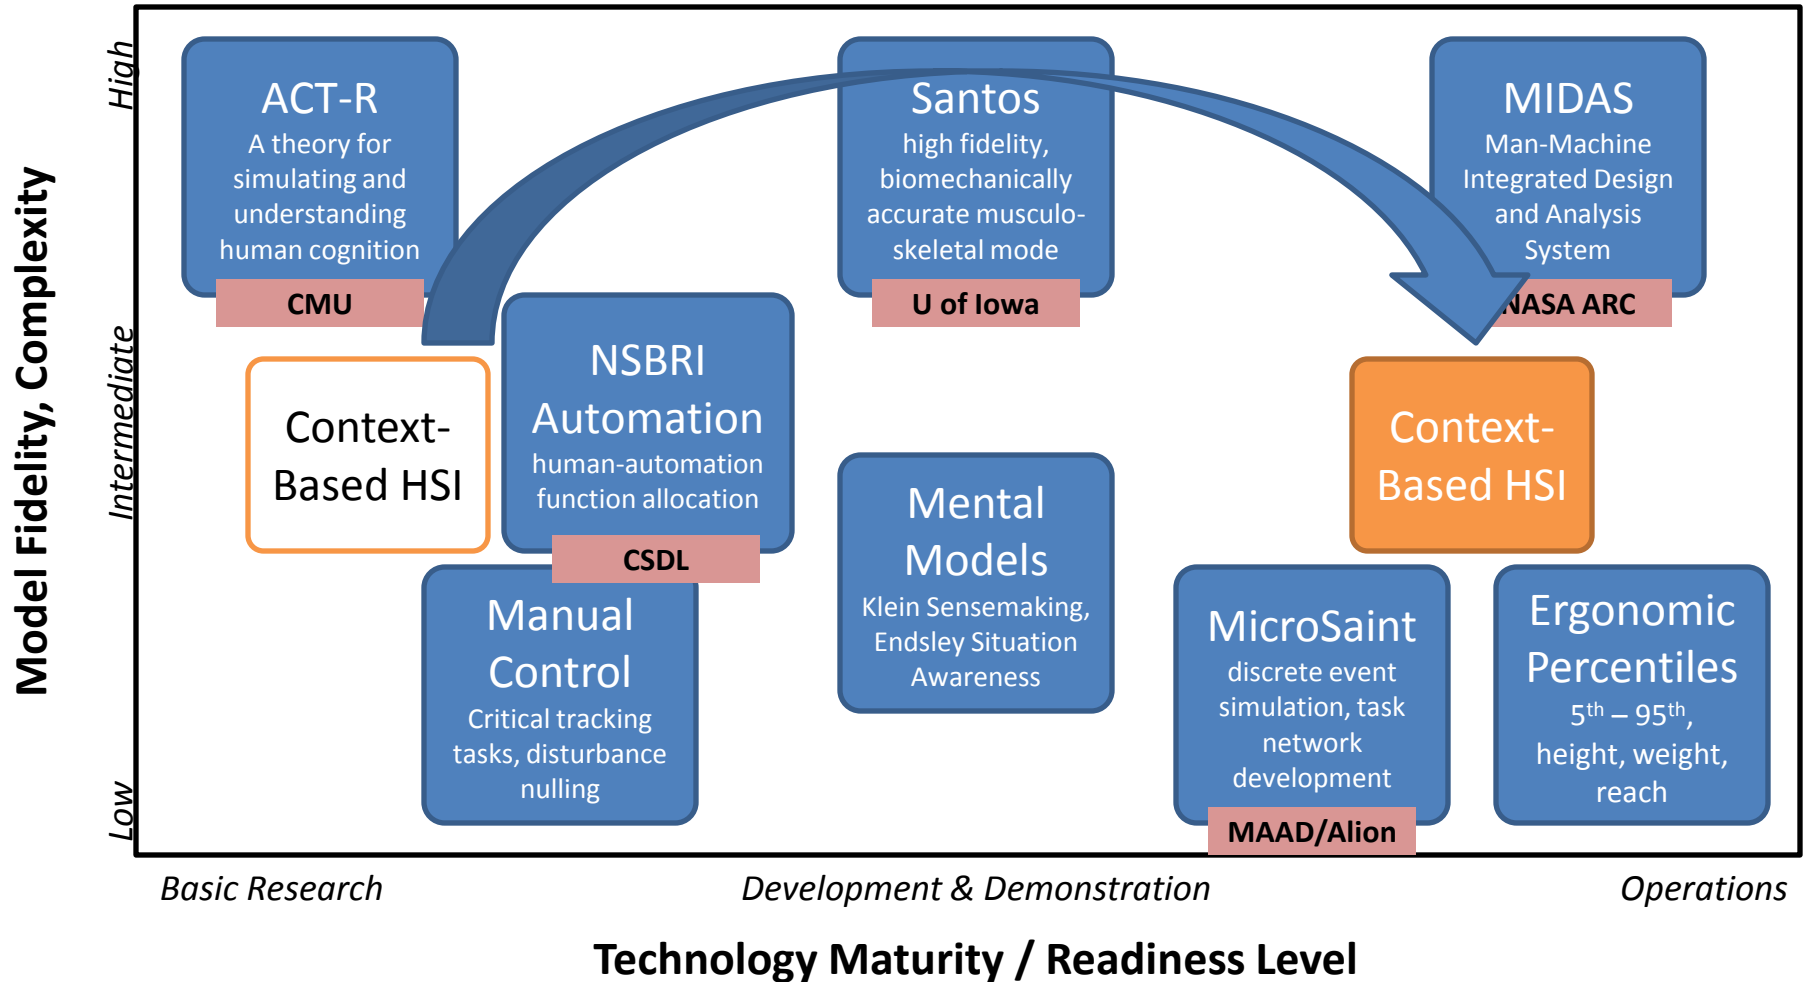 Model Fidelity, Complexity
High
Intermediate
Low
ACT-R
A theory for
simulating and
understanding
human cognition
CMU
Santos
high fidelity,
biomechanically
accurate musculo-
skeletal mode
U of Iowa
MIDAS
Man-Machine
Integrated Design
and Analysis
System
NASA ARC
Context-
Based HSI
NSBRI
Automation
human-automation
function allocation
CSDL
Manual
Control
Critical tracking
tasks, disturbance
nulling
Mental
Models
Klein Sensemaking,
Endsley Situation
Awareness
Context-
Based HSI
MicroSaint
discrete event
simulation, task
network
development
MAAD/Alion
Ergonomic
Percentiles
5th – 95th,
height, weight,
reach
Basic Research
Development & Demonstration
Operations
Technology Maturity / Readiness Level